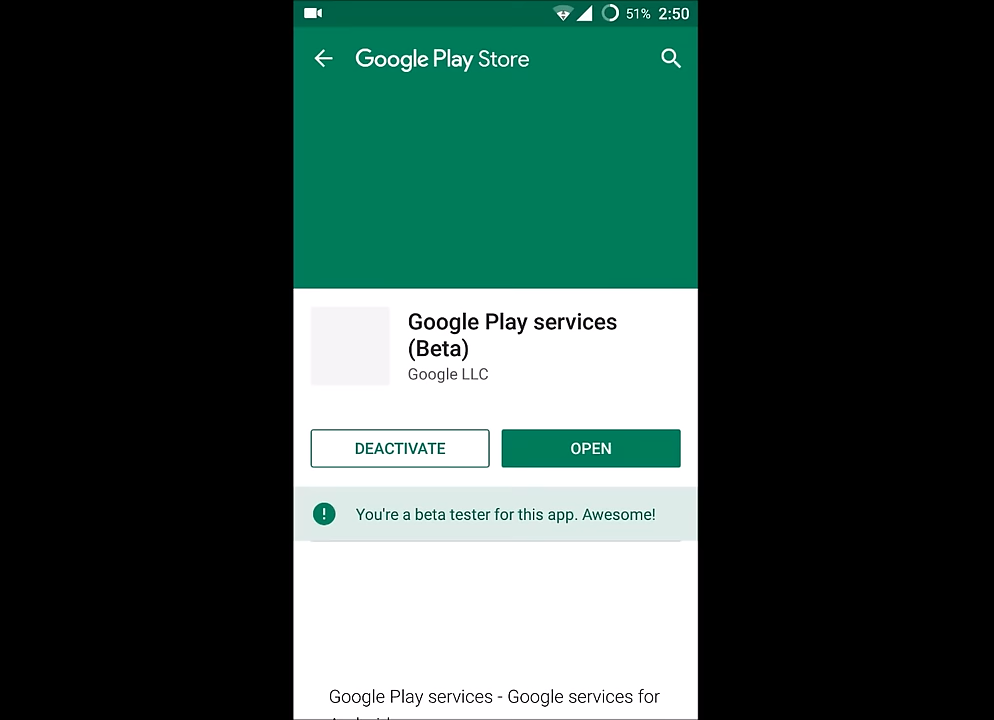 51% 2:50
Google Play Store
Google Play services
(Beta)
Google LLC
DEACTIVATE OPEN
You're a beta tester for this app. Awesome!
Google Play services - Google services for